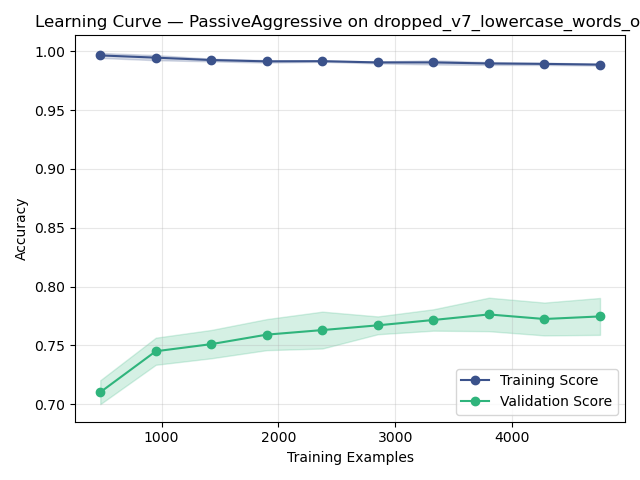 Learning Curve — PassiveAggressive on dropped_v7_lowercase_words_o
1.00
0.95
0.90
0.85
0.80
0.75
0.70
Accuracy
Training Score
Validation Score
1000 2000 3000 4000
Training Examples